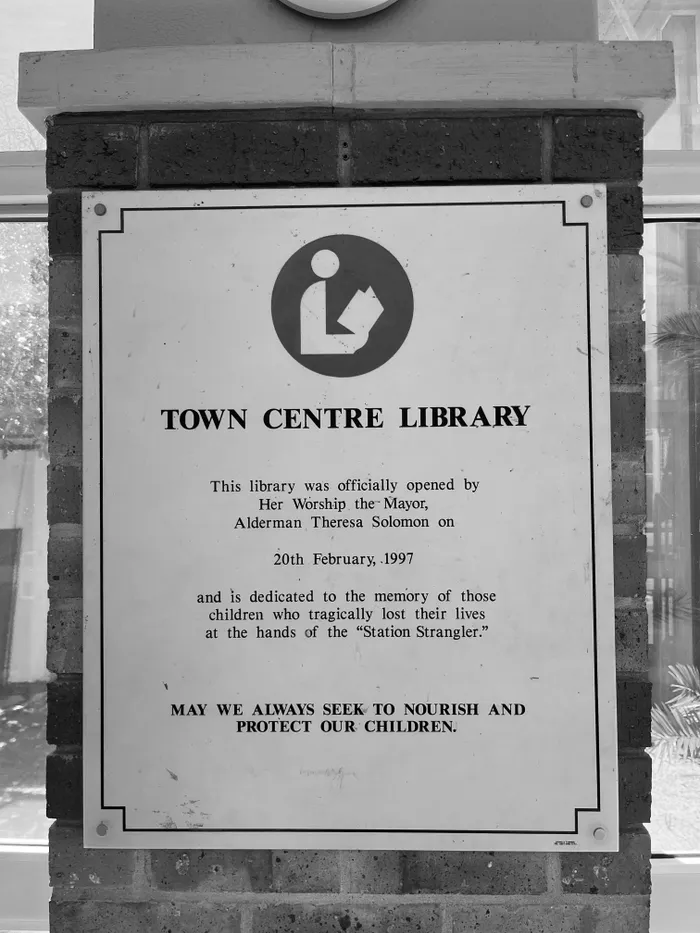 TOWN CENTRE LIBRARY
This library was officially opened by
Her Worship the Mayor,
Alderman Theresa Solomon on
20th February, 1997
and is dedicated to the memory of those
children who tragically lost their lives
at the hands of the “Station Strangler.”
MAY WE ALWAYS SEEK TO NOURISH AND
PROTECT OUR CHILDREN.